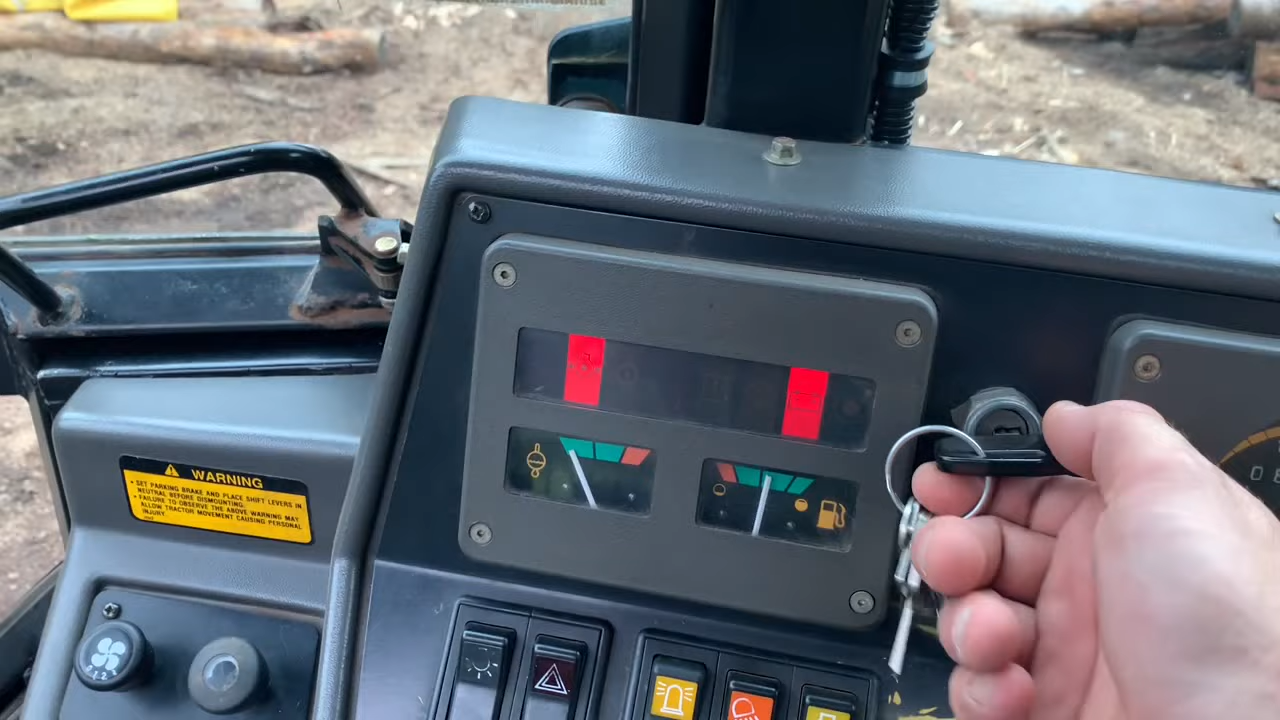 WARNING
• SET PARKING BRAKE AND PLACE SHIFT LEVERS IN
NEUTRAL BEFORE DISMOUNTING.
• FAILURE TO OBSERVE THE ABOVE WARNING MAY
ALLOW TRACTOR MOVEMENT CAUSING PERSONAL
INJURY.